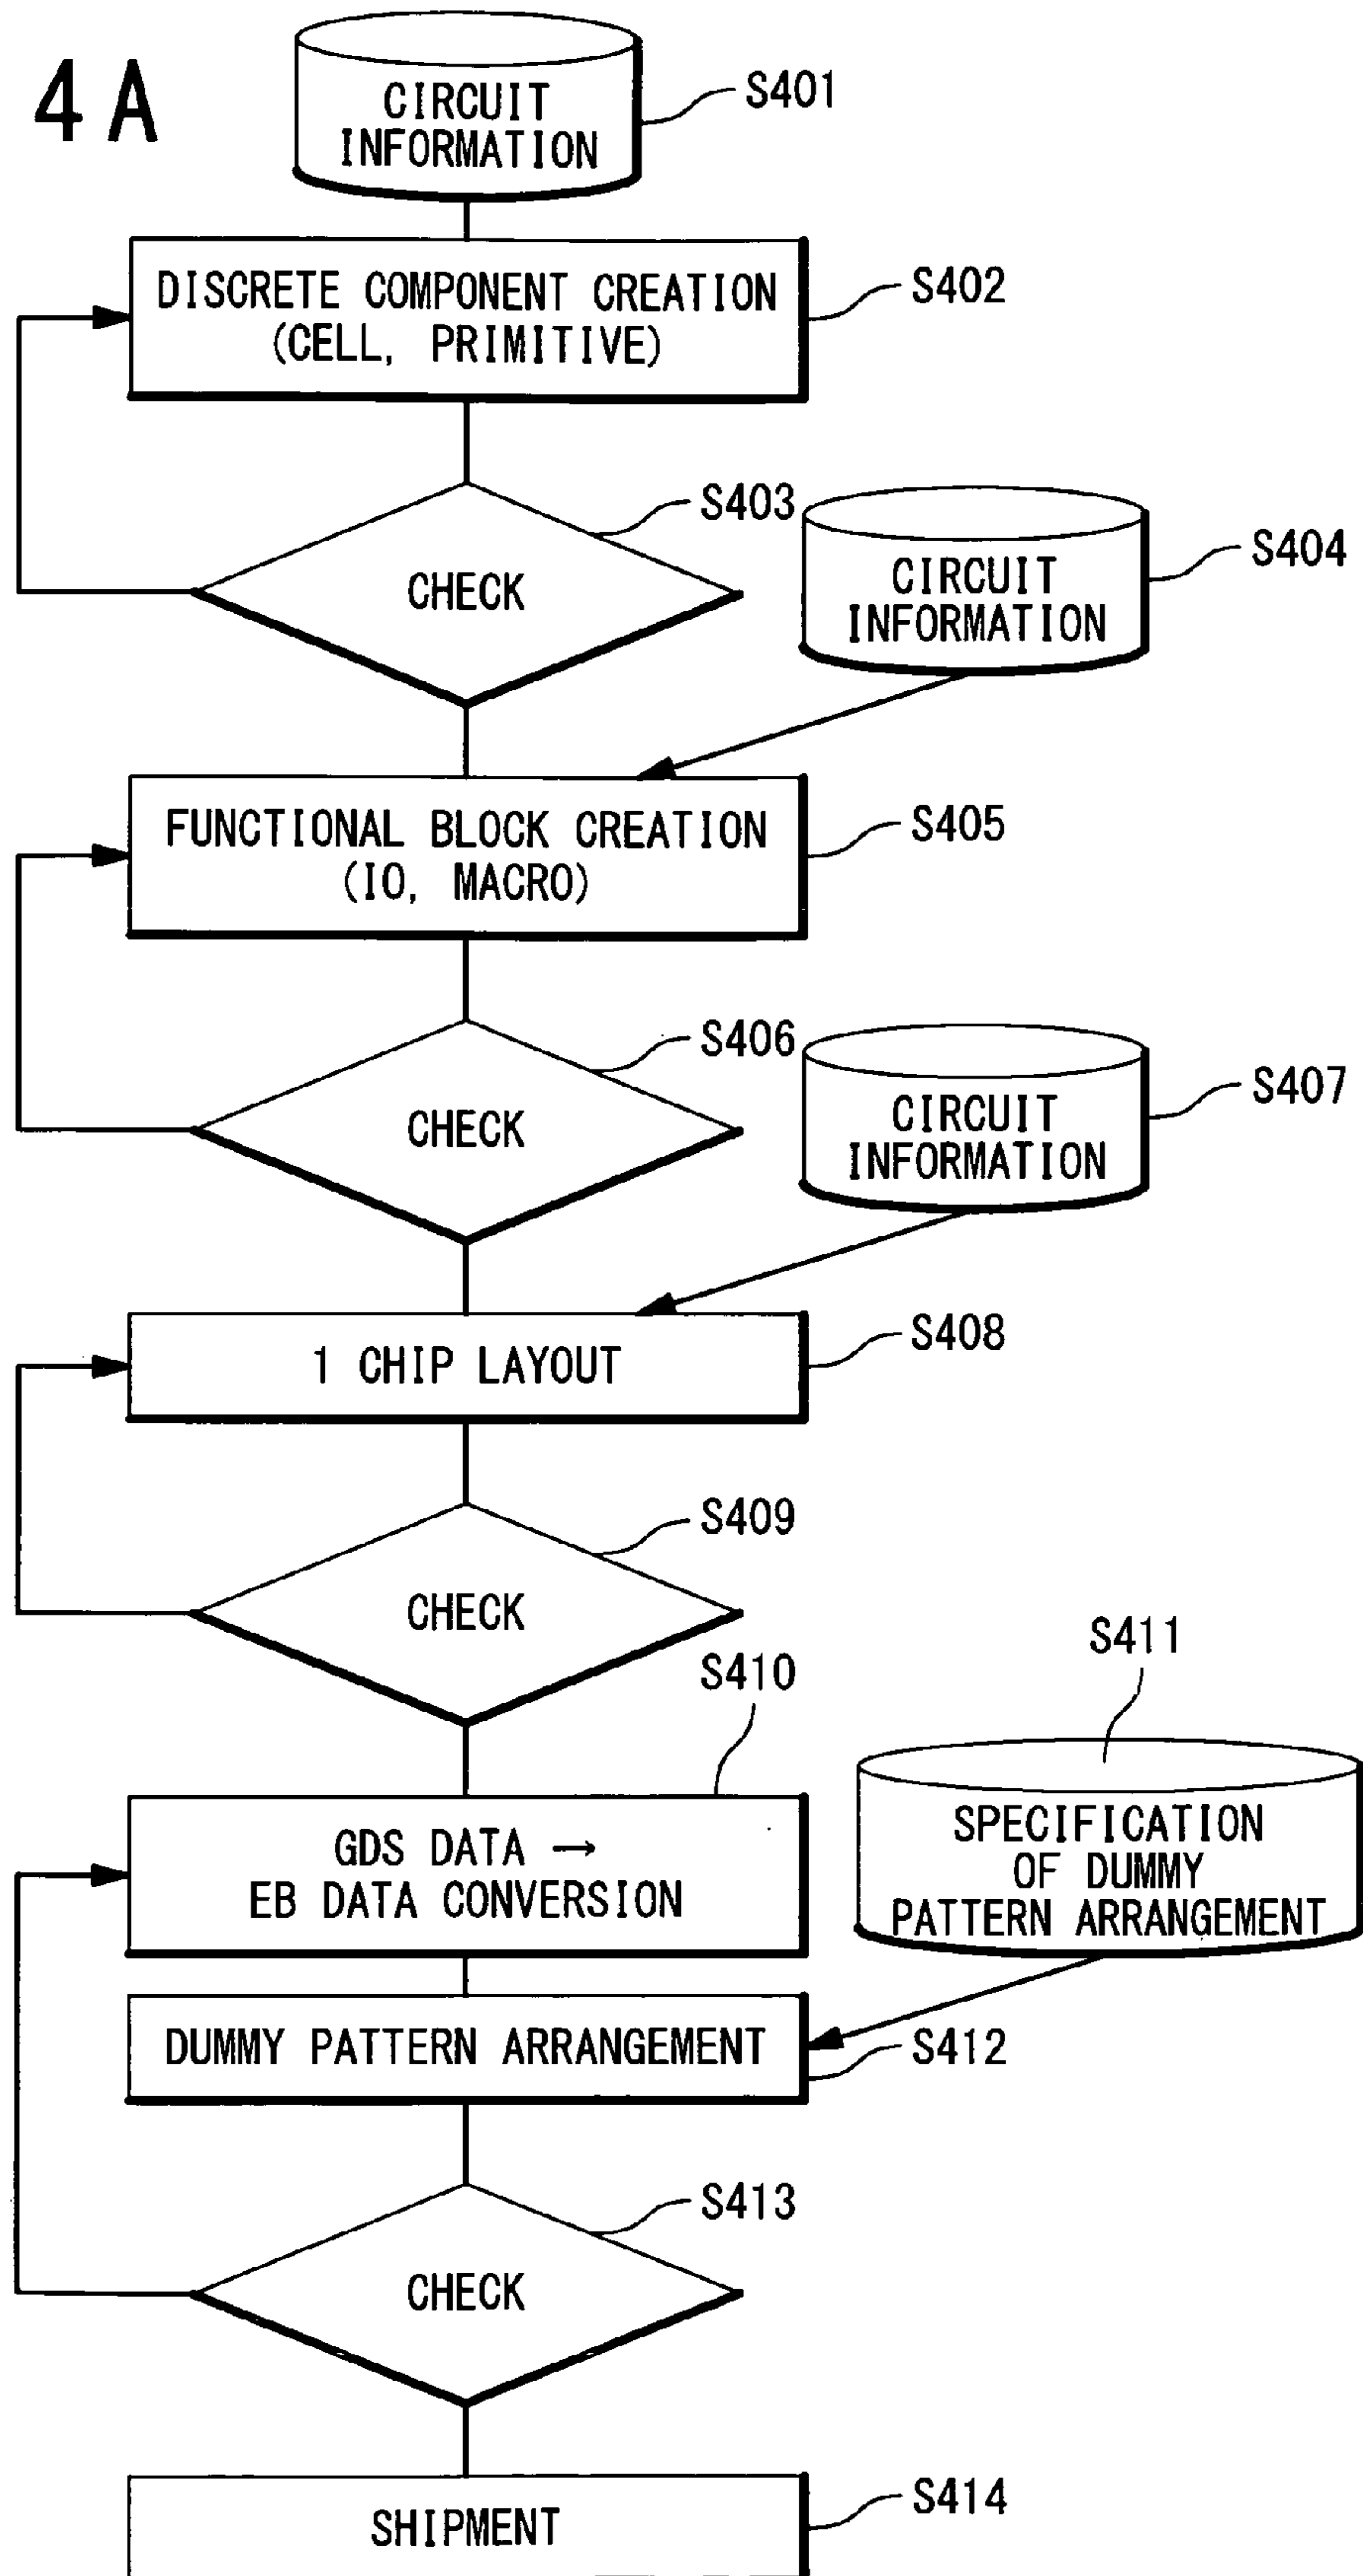 4A
CIRCUIT
INFORMATION
S401
DISCRETE COMPONENT CREATION
(CELL, PRIMITIVE)
S402
CHECK
S403
CIRCUIT
INFORMATION
S404
FUNCTIONAL BLOCK CREATION
(IO, MACRO)
S405
CHECK
S406
CIRCUIT
INFORMATION
S407
1 CHIP LAYOUT
S408
CHECK
S409
S410
GDS DATA →
EB DATA CONVERSION
S411
SPECIFICATION
OF DUMMY
PATTERN ARRANGEMENT
DUMMY PATTERN ARRANGEMENT
S412
CHECK
S413
SHIPMENT
S414